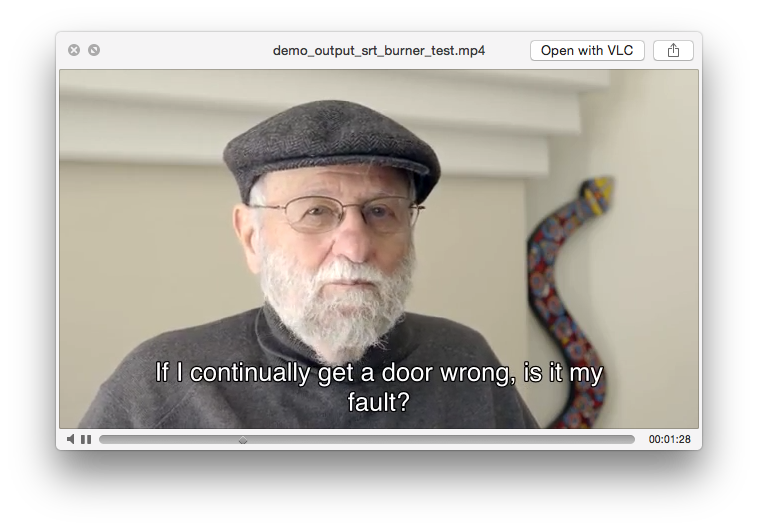 demo_output_srt_burner_test.mp4
Open with VLC
If I continually get a door wrong, is it my
fault?
00:01:28